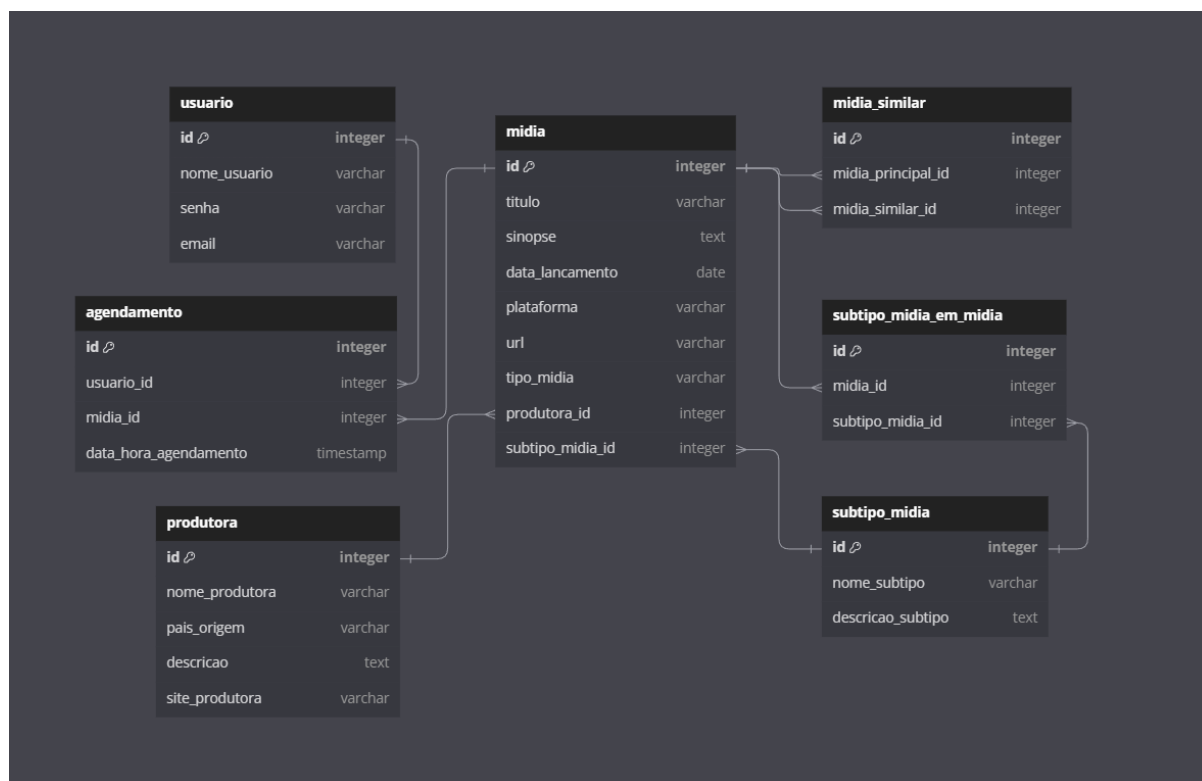 usuario
id integer
nome_usuario varchar
senha varchar
email varchar
agendamento
id integer
usuario_id integer
midia_id integer
data_hora_agendamento timestamp
produtora
id integer
nome_produtora varchar
pais_origem varchar
descricao text
site_produtora varchar
midia
id integer
titulo varchar
sinopse text
data_lancamento date
plataforma varchar
url varchar
tipo_midia varchar
produtora_id integer
subtipo_midia_id integer
midia_similar
id integer
midia_principal_id integer
midia_similar_id integer
subtipo_midia_em_midia
id integer
midia_id integer
subtipo_midia_id integer
subtipo_midia
id integer
nome_subtipo varchar
descricao_subtipo text